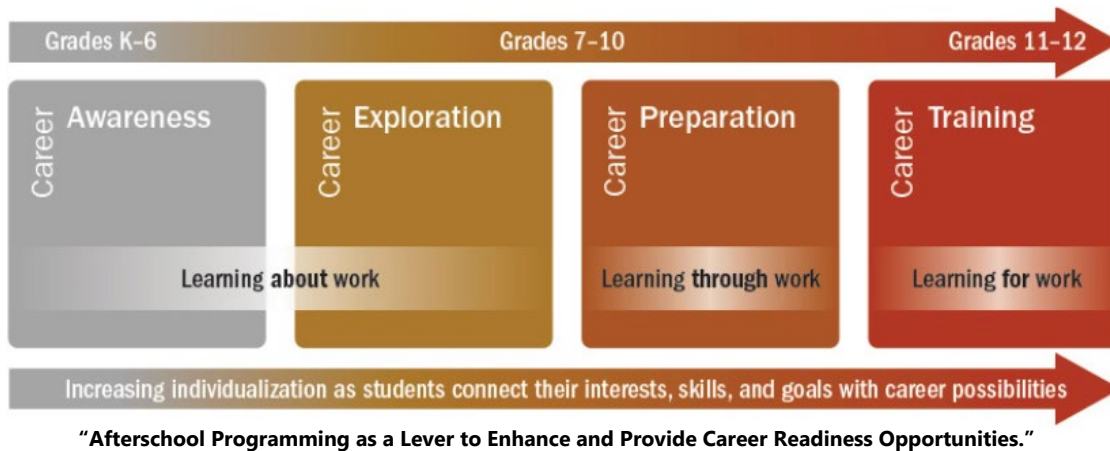 Grades K–6 Grades 7–10 Grades 11–12
Career Awareness
Career Exploration
Career Preparation
Career Training
Learning about work
Learning through work
Learning for work
Increasing individualization as students connect their interests, skills, and goals with career possibilities
“Afterschool Programming as a Lever to Enhance and Provide Career Readiness Opportunities.”